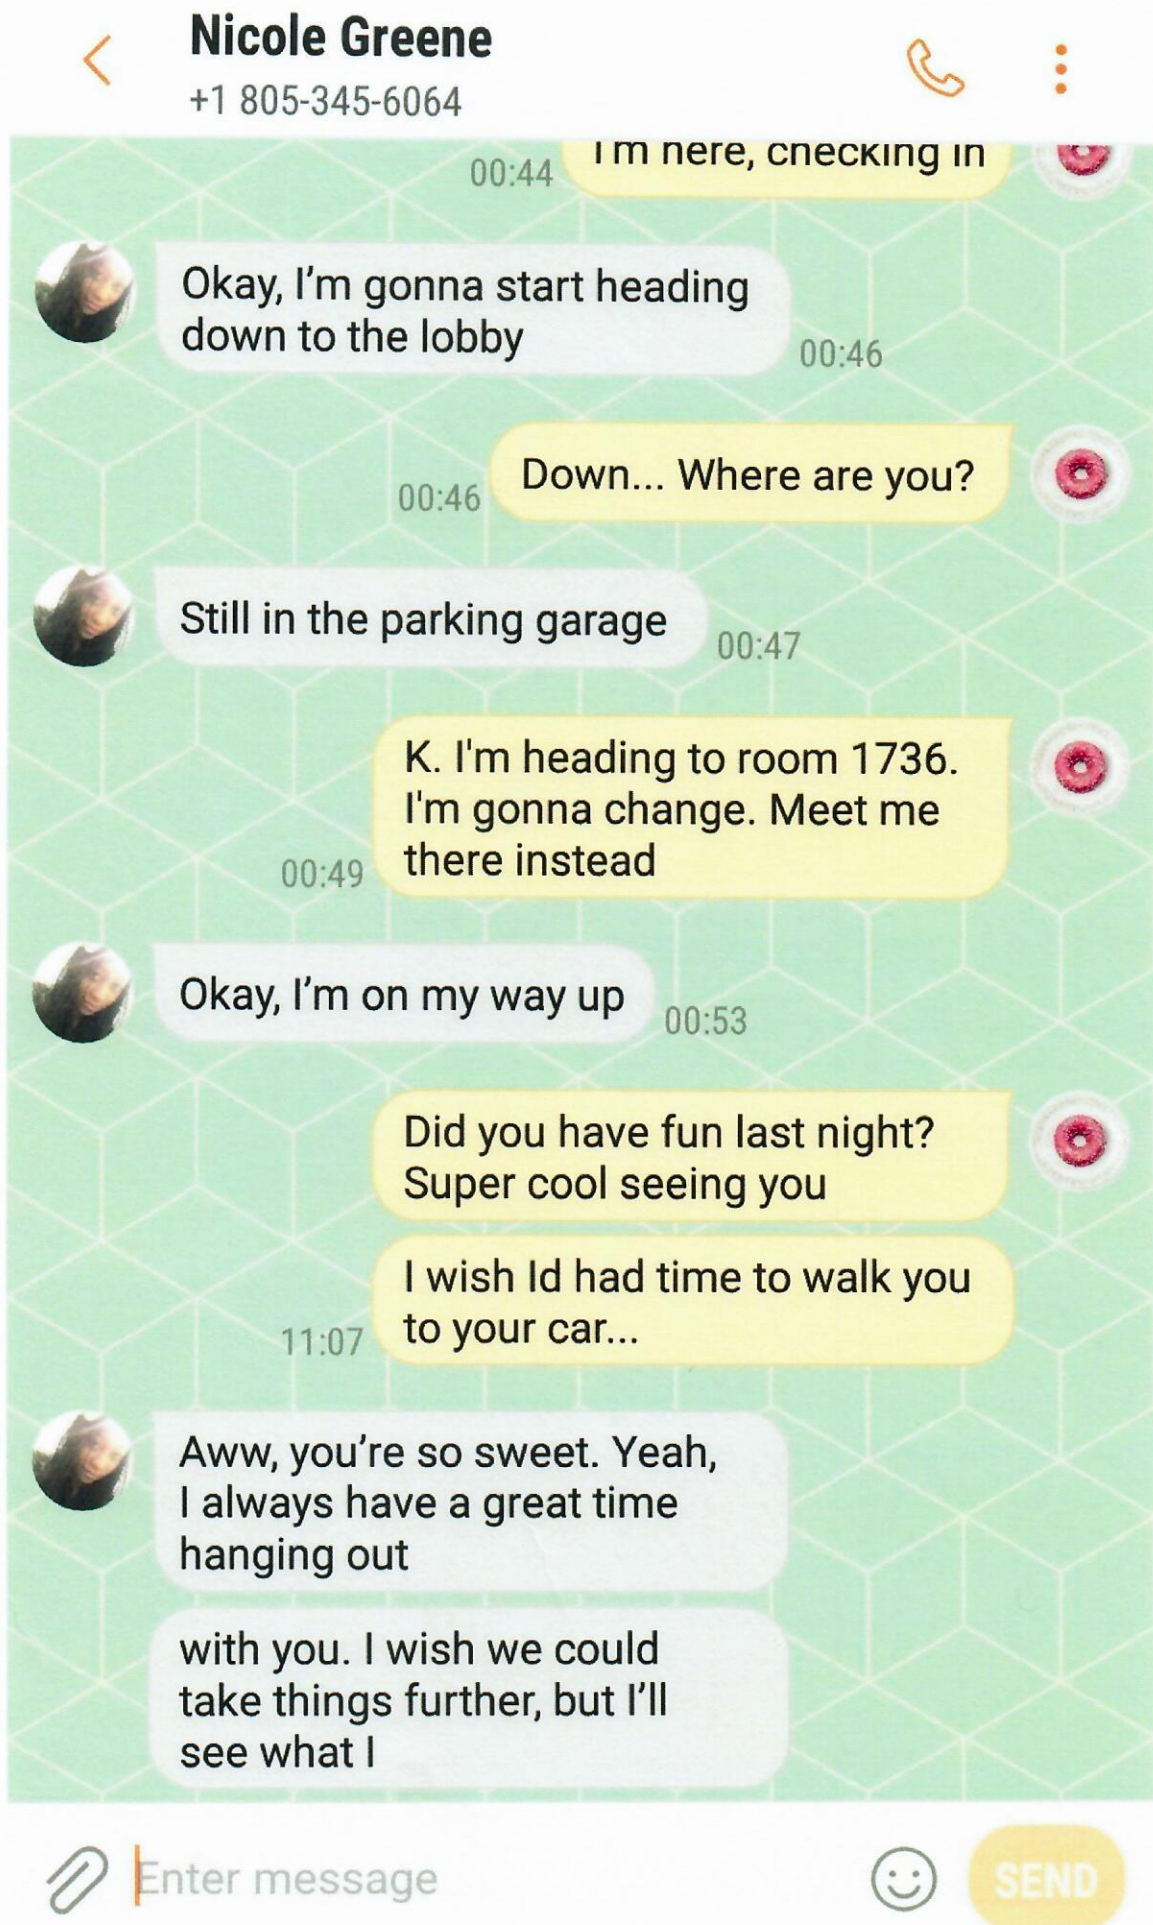 Nicole Greene
+1 805-345-6064
I'm here, checking in
00:44
Okay, I’m gonna start heading
down to the lobby
00:46
Down... Where are you?
00:46
Still in the parking garage
00:47
K. I'm heading to room 1736.
I'm gonna change. Meet me
there instead
00:49
Okay, I’m on my way up
00:53
Did you have fun last night?
Super cool seeing you
I wish Id had time to walk you
to your car...
11:07
Aww, you’re so sweet. Yeah,
I always have a great time
hanging out
with you. I wish we could
take things further, but I’ll
see what I
Enter message
SEND